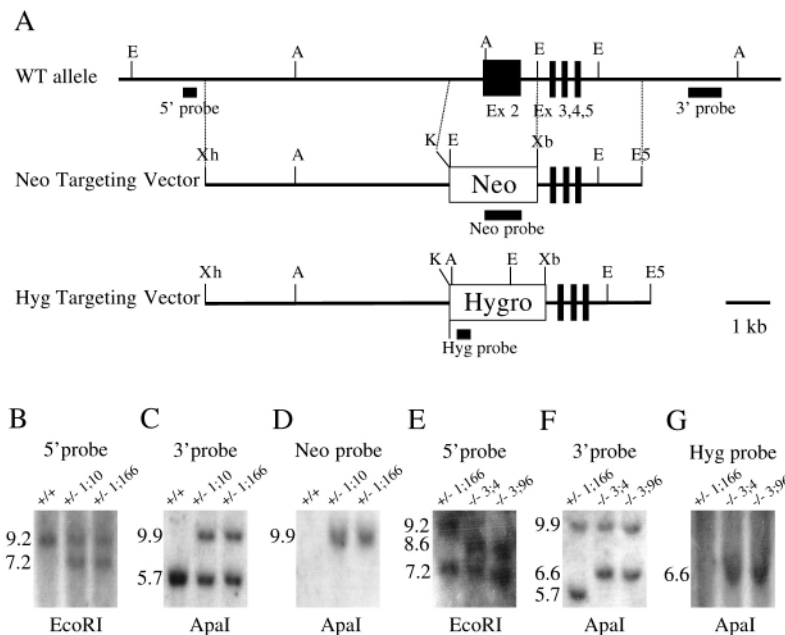 A
E A A E E A
WT allele
5' probe Ex 2 Ex 3,4,5 3' probe
Xh A K E Xb E E5
Neo Targeting Vector Neo
Neo probe
Xh A K A E Xb E E5
Hyg Targeting Vector Hygro
Hyg probe 1 kb
B C D E F G
5'probe 3'probe Neo probe 5'probe 3'probe Hyg probe
+/+ +/- 1:10 +/- 1:166 +/+ +/- 1:10 +/- 1:166 +/+ +/- 1:10 +/- 1:166 +/- 1:166 -/- 3:4 -/- 3:96 +/- 1:166 -/- 3:4 -/- 3:96 +/- 1:166 -/- 3:4 -/- 3:96
9.2 9.9 9.9 9.2 9.9
7.2 5.7 8.6 6.6 6.6
7.2 5.7
EcoRI ApaI ApaI EcoRI ApaI ApaI